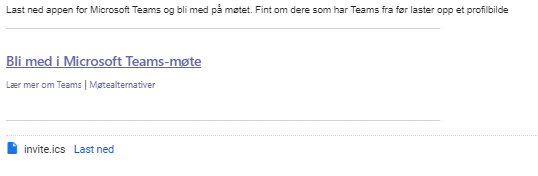 Last ned appen for Microsoft Teams og bli med på møtet. Fint om dere som har Teams fra før laster opp et profilbilde
Bli med i Microsoft Teams-møte
Lær mer om Teams | Møtealternativer
invite.ics Last ned